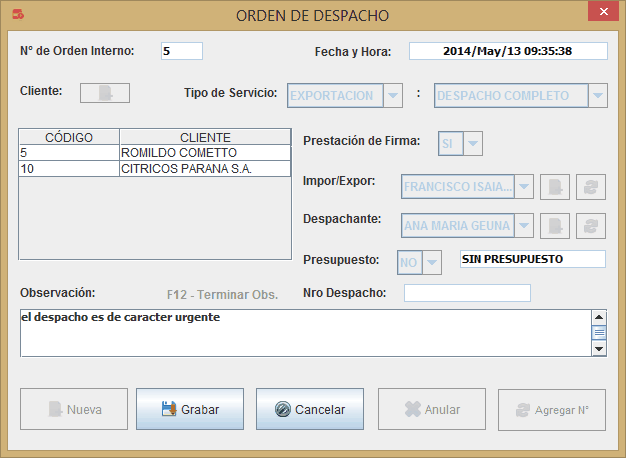 ORDEN DE DESPACHO
N° de Orden Interno: 5 Fecha y Hora: 2014/May/13 09:35:38
Cliente: Tipo de Servicio: EXPORTACION : DESPACHO COMPLETO
CÓDIGO CLIENTE
5 ROMILDO COMETTO
10 CITRICOS PARANA S.A.
Prestación de Firma: SI
Impor/Expor: FRANCISCO ISAIA...
Despachante: ANA MARIA GEUNA
Presupuesto: NO SIN PRESUPUESTO
Observación: F12 - Terminar Obs. Nro Despacho:
el despacho es de caracter urgente
Nueva Grabar Cancelar Anular Agregar N°